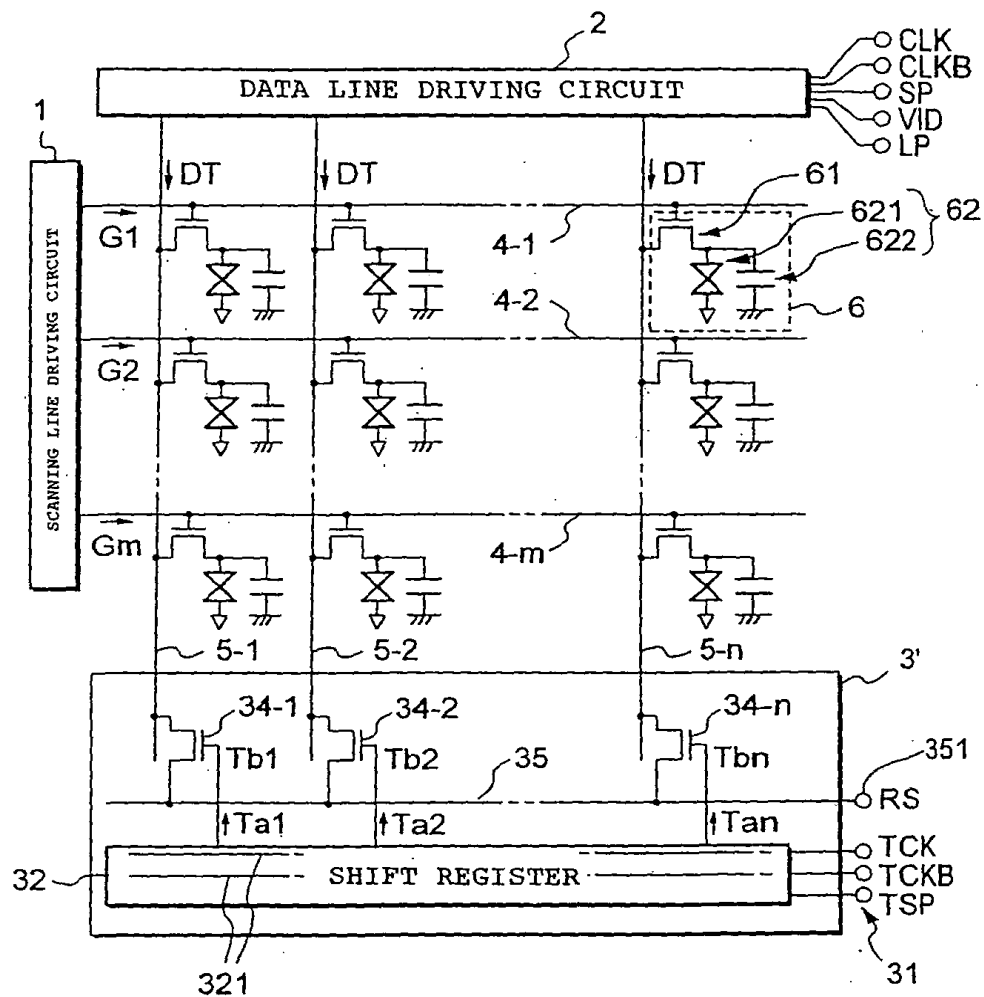 2
CLK
CLKB
SP
VID
LP
DATA LINE DRIVING CIRCUIT
1
SCANNING LINE DRIVING CIRCUIT
DT
DT
DT
61
621
622
62
G1
4-1
4-2
6
G2
Gm
4-m
5-1
5-2
5-n
3'
34-1
34-2
34-n
Tb1
Tb2
Tbn
35
351
RS
Ta1
Ta2
Tan
TCK
TCKB
TSP
32
SHIFT REGISTER
321
31